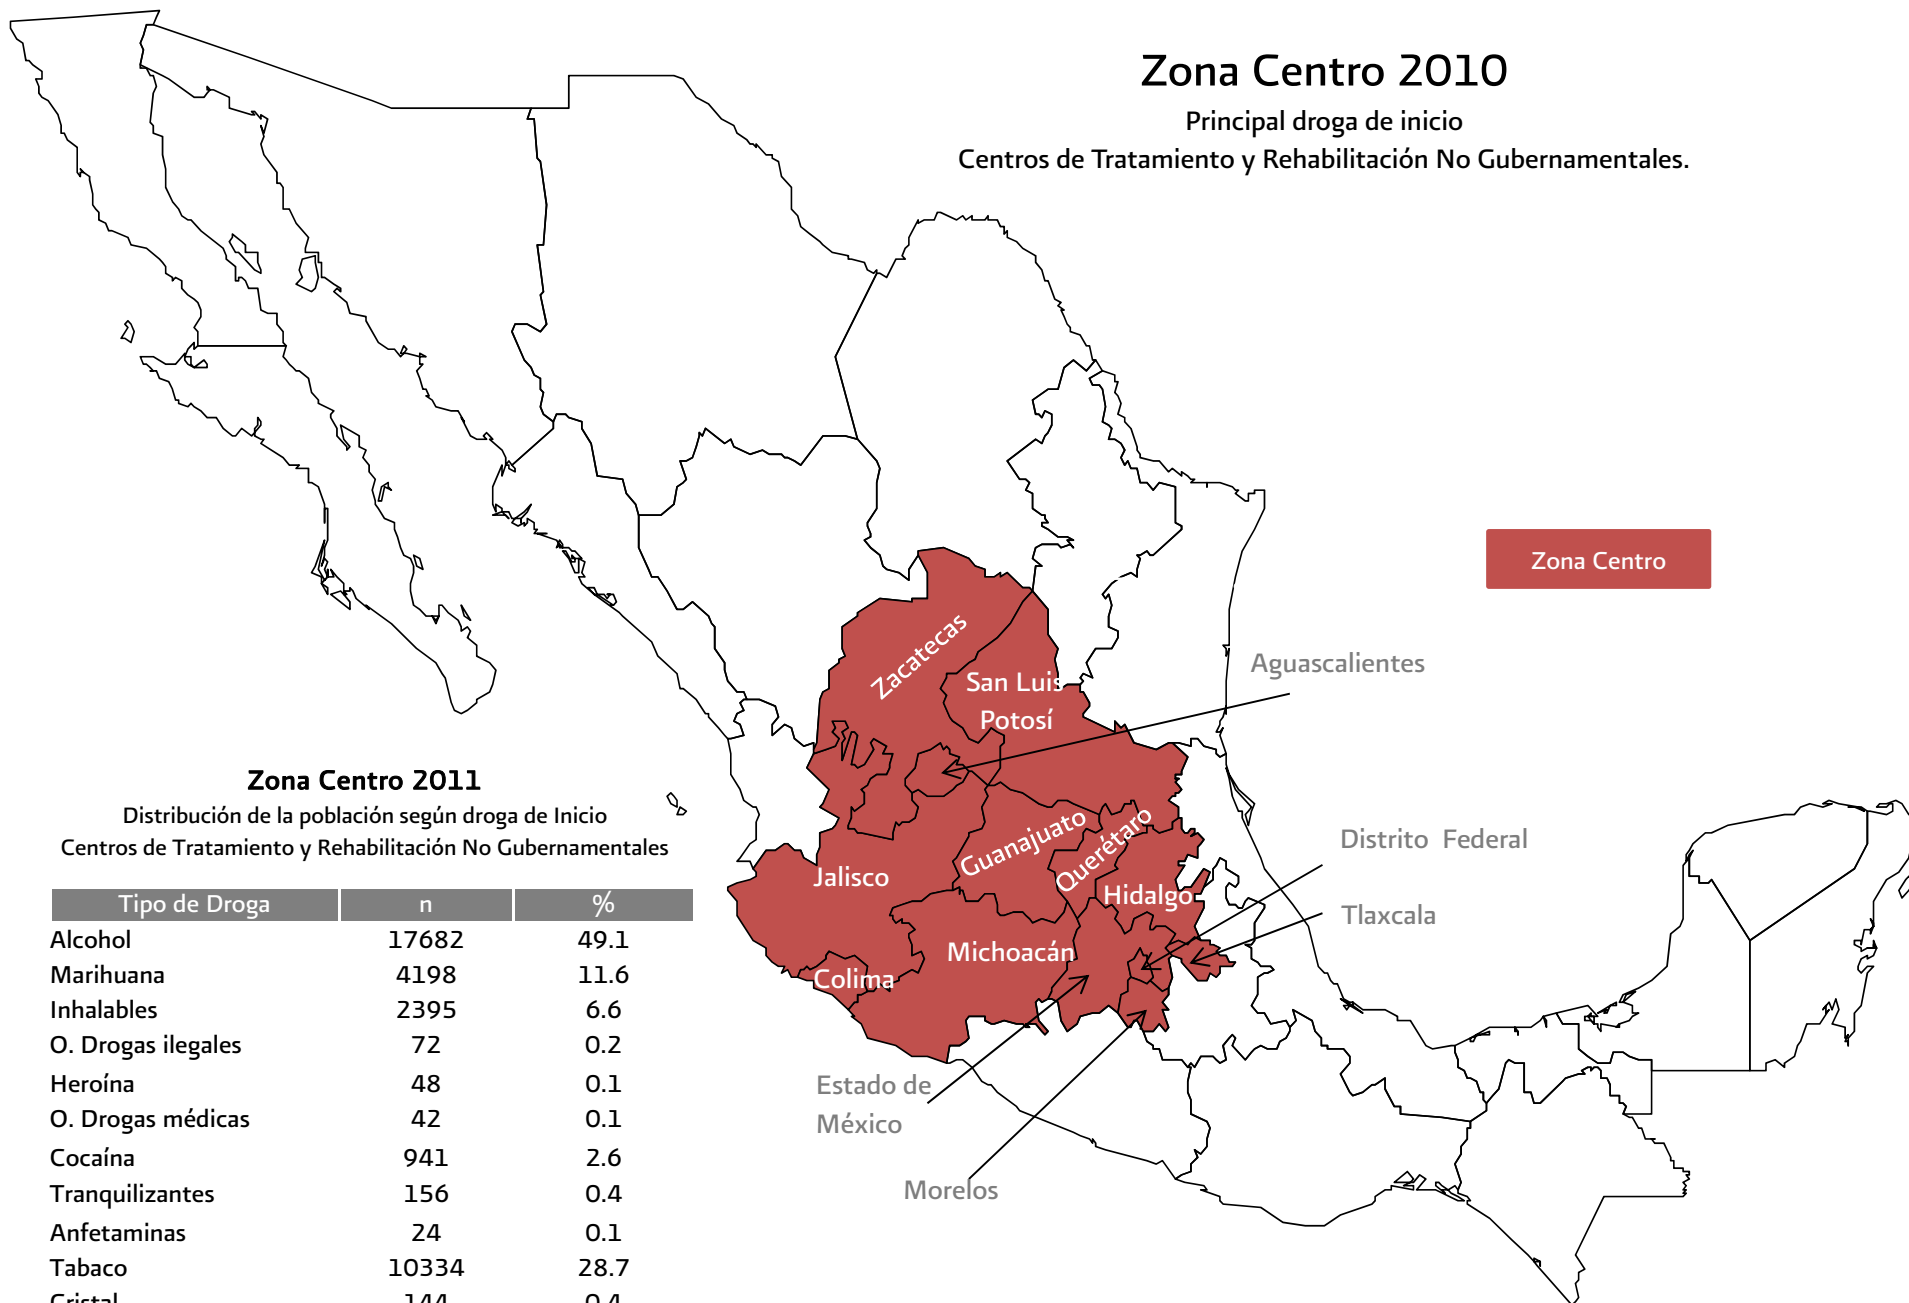 Zona Centro 2010
Principal droga de inicio
Centros de Tratamiento y Rehabilitación No Gubernamentales.
Zona Centro
Zacatecas
San Luis
Potosí
Aguascalientes
Guanajuato
Querétaro
Distrito Federal
Jalisco
Hidalgo
Tlaxcala
Michoacán
Colima
Estado de
México
Morelos
Zona Centro 2011
Distribución de la población según droga de Inicio
Centros de Tratamiento y Rehabilitación No Gubernamentales
Tipo de Droga n %
Alcohol 17682 49.1
Marihuana 4198 11.6
Inhalables 2395 6.6
O. Drogas ilegales 72 0.2
Heroína 48 0.1
O. Drogas médicas 42 0.1
Cocaína 941 2.6
Tranquilizantes 156 0.4
Anfetaminas 24 0.1
Tabaco 10334 28.7
Cristal 144 0.4